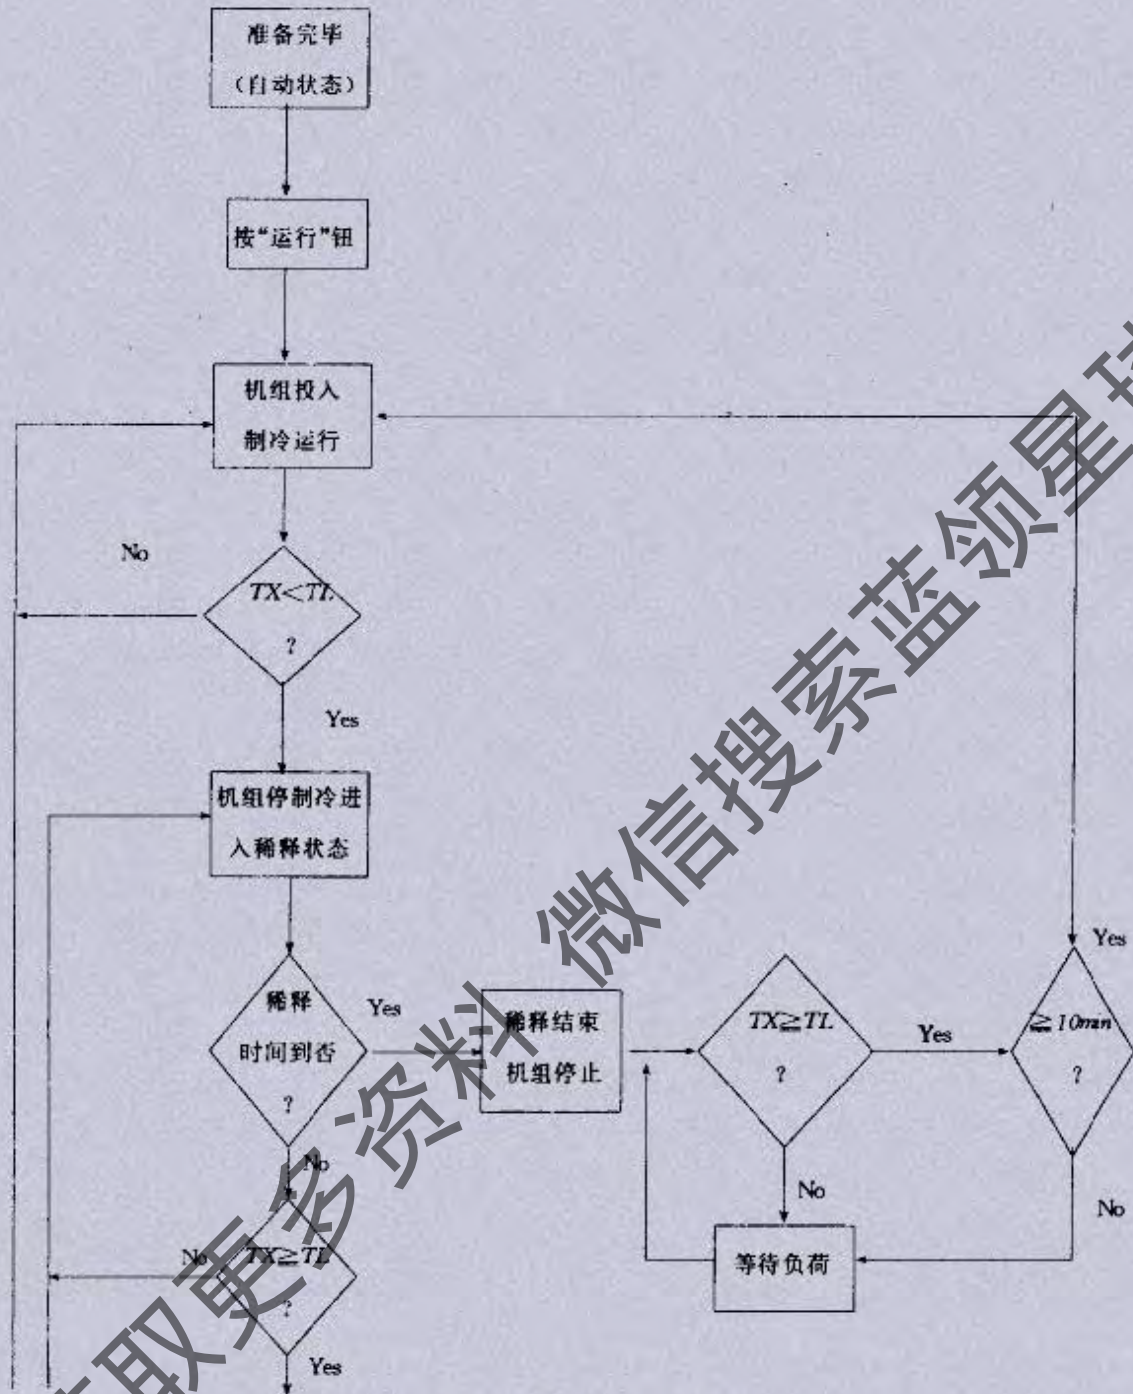 准备完毕
（自动状态）
按“运行”钮
机组投入
制冷运行
No
TX<TL
?
Yes
机组停制冷进
入稀释状态
稀释
时间到否
?
Yes
稀释结束
机组停止
TX≧TL
?
Yes
Yes
≧10min
?
No
No
No
等待负荷
No
TX≧TL
?
Yes
取更多资料 微信搜索蓝领星球